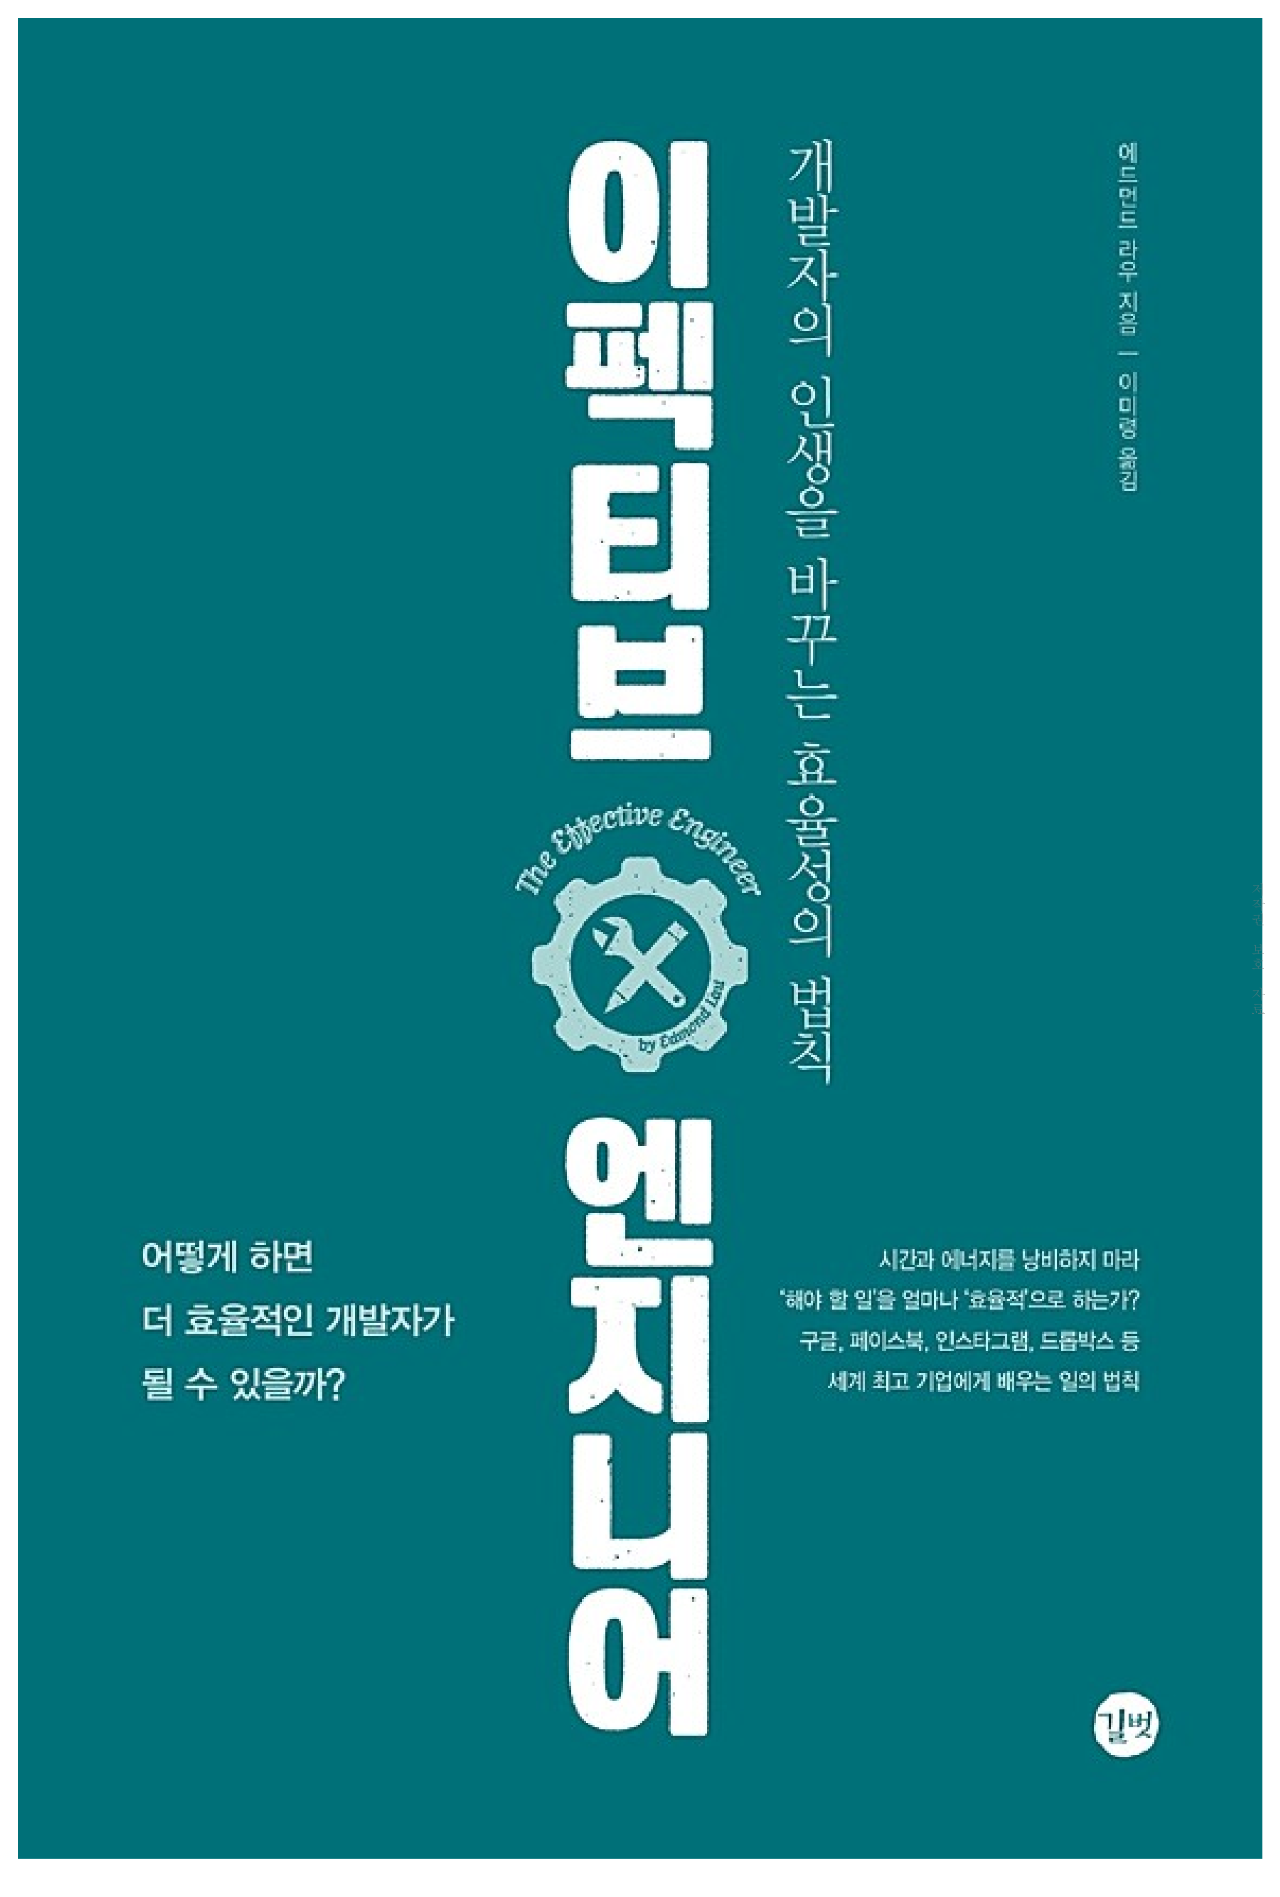 에드먼드 라우 지음 | 이미령 옮김
개발자의 인생을 바꾸는 효율성의 법칙
이펙티브
The Effective Engineer
by Edmond Lau
엔지니어
어떻게 하면
더 효율적인 개발자가
될 수 있을까?
시간과 에너지를 낭비하지 마라
'해야 할 일'을 얼마나 '효율적'으로 하는가?
구글, 페이스북, 인스타그램, 드롭박스 등
세계 최고 기업에게 배우는 일의 법칙
길벗